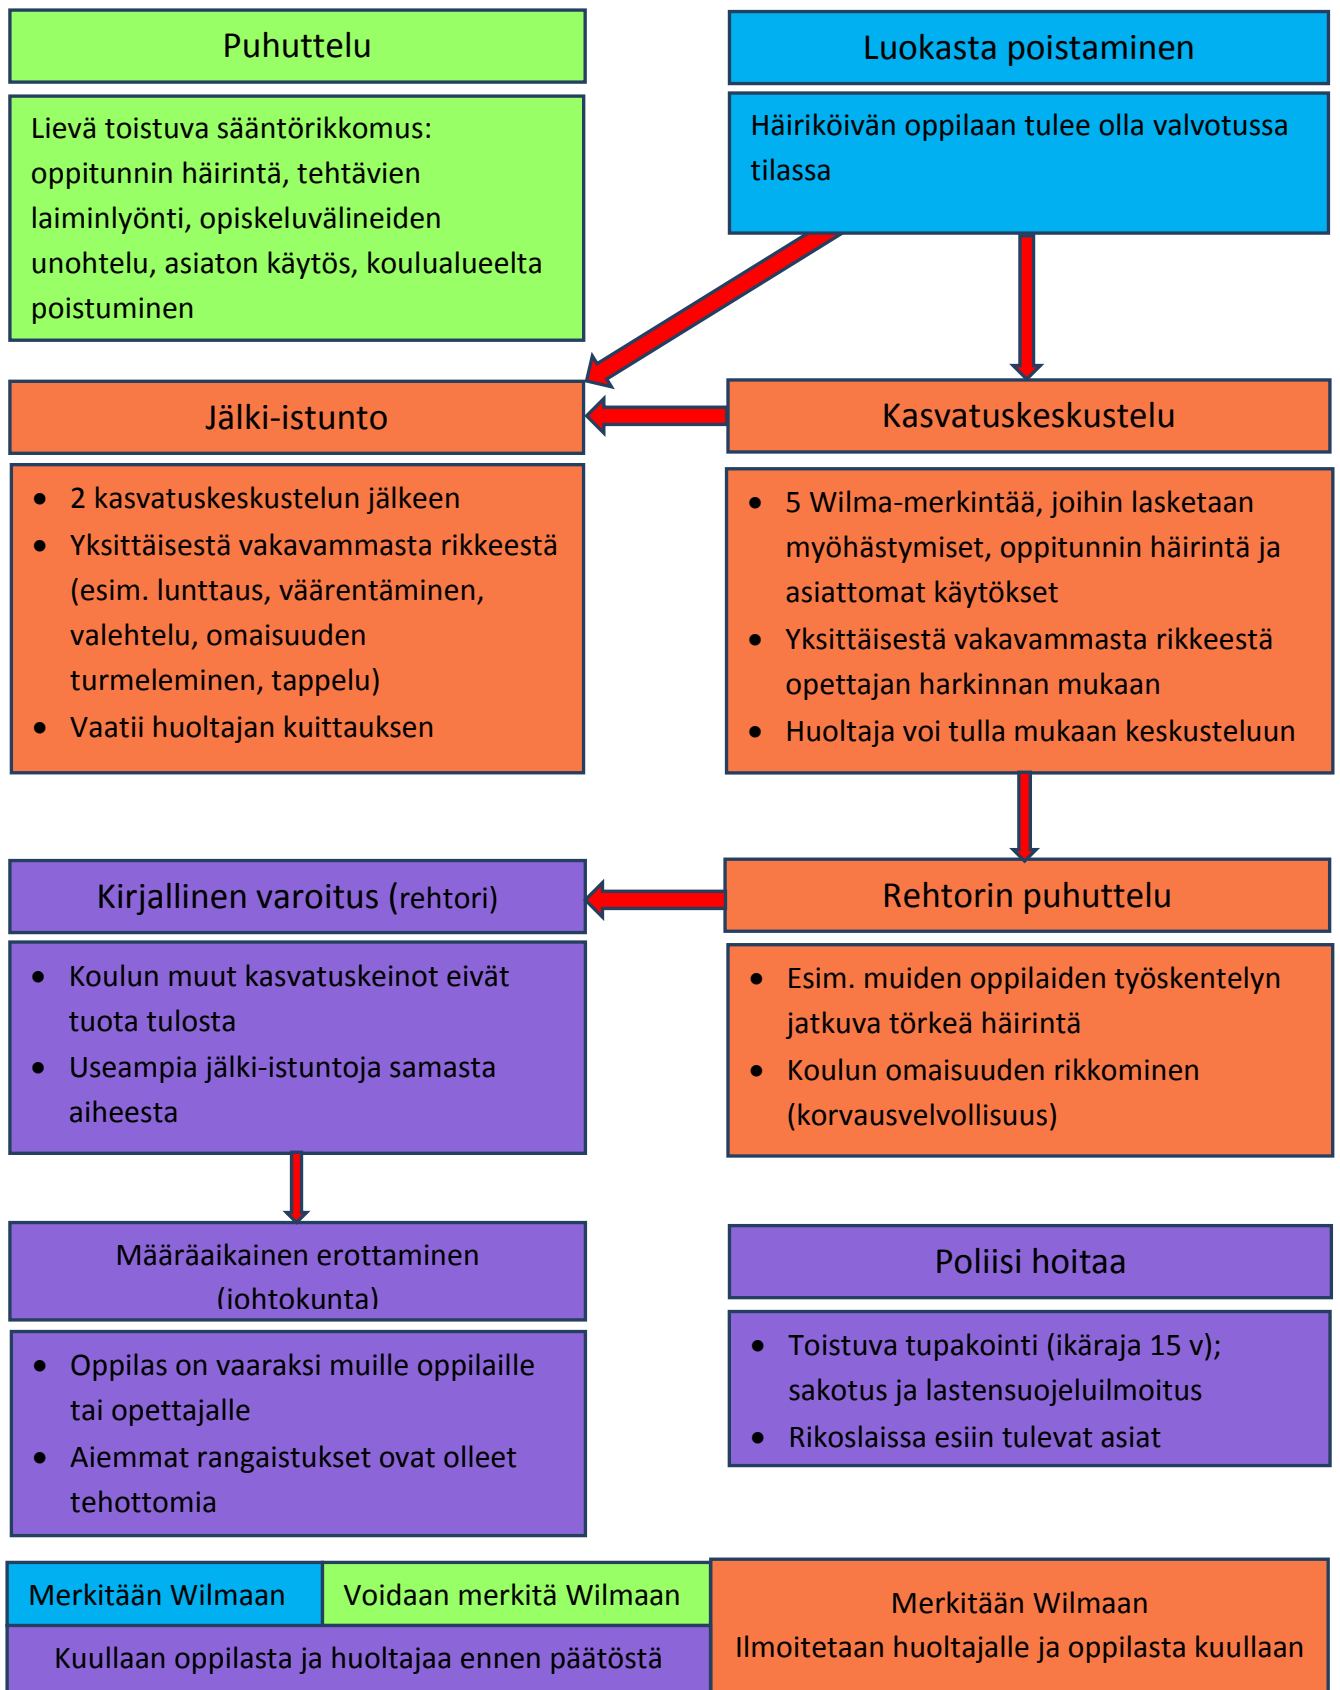 Puhuttelu
Lievä toistuva sääntörikkomus:
oppitunnin häirintä, tehtävien
laiminlyönti, opiskeluvälineiden
unohtelu, asiaton käytös, koulualueelta
poistuminen
Luokasta poistaminen
Häiriköivän oppilaan tulee olla valvotussa
tilassa
Jälki-istunto
• 2 kasvatuskeskustelun jälkeen
• Yksittäisestä vakavammasta rikkeestä
(esim. lunttaus, väärentäminen,
valehtelu, omaisuuden
turmeleminen, tappelu)
• Vaatii huoltajan kuittauksen
Kasvatuskeskustelu
• 5 Wilma-merkintää, joihin lasketaan
myöhästymiset, oppitunnin häirintä ja
asiattomat käytökset
• Yksittäisestä vakavammasta rikkeestä
opettajan harkinnan mukaan
• Huoltaja voi tulla mukaan keskusteluun
Kirjallinen varoitus (rehtori)
• Koulun muut kasvatuskeinot eivät
tuota tulosta
• Useampia jälki-istuntoja samasta
aiheesta
Rehtorin puhuttelu
• Esim. muiden oppilaiden työskentelyn
jatkuva törkeä häirintä
• Koulun omaisuuden rikkominen
(korvausvelvollisuus)
Määräaikainen erottaminen
(johtokunta)
• Oppilas on vaaraksi muille oppilaille
tai opettajalle
• Aiemmat rangaistukset ovat olleet
tehottomia
Poliisi hoitaa
• Toistuva tupakointi (ikäraja 15 v);
sakotus ja lastensuojeluilmoitus
• Rikoslaissa esiin tulevat asiat
Merkitään Wilmaan
Voidaan merkitä Wilmaan
Kuullaan oppilasta ja huoltajaa ennen päätöstä
Merkitään Wilmaan
Ilmoitetaan huoltajalle ja oppilasta kuullaan